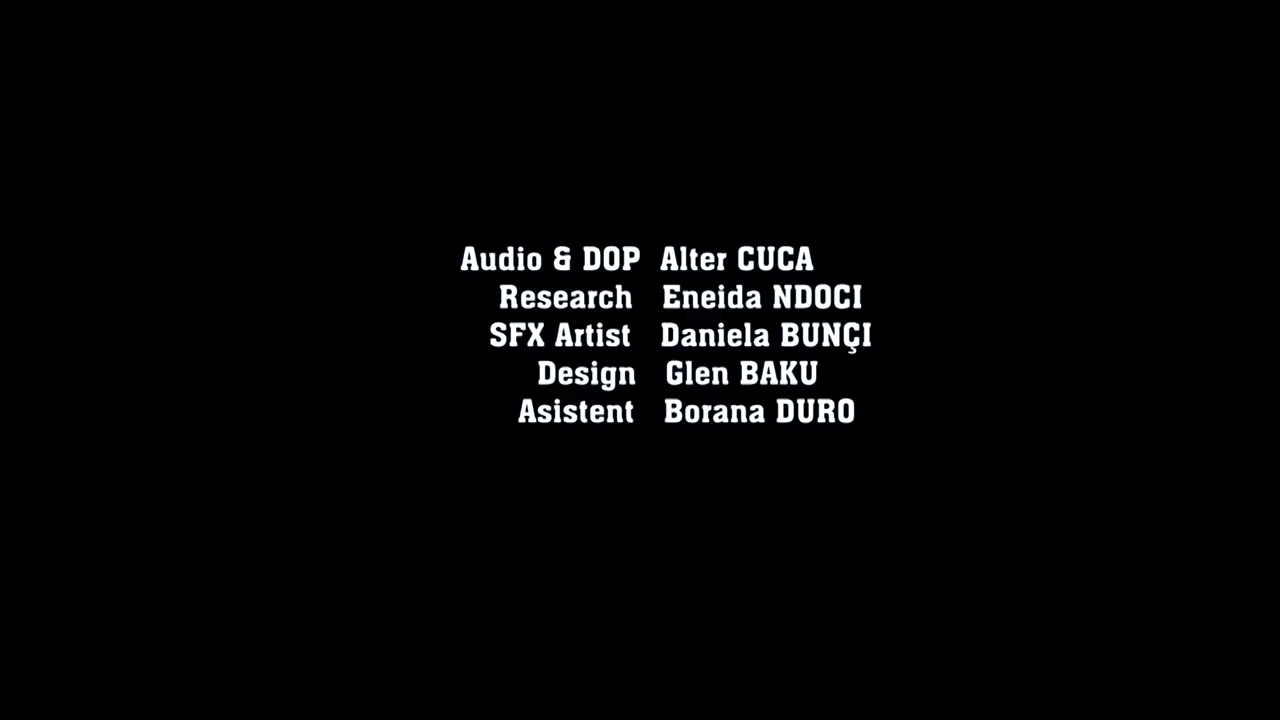 Audio & DOP Alter CUCA
Research Eneida NDOCI
SFX Artist Daniela BUNÇI
Design Glen BAKU
Asistent Borana DURO